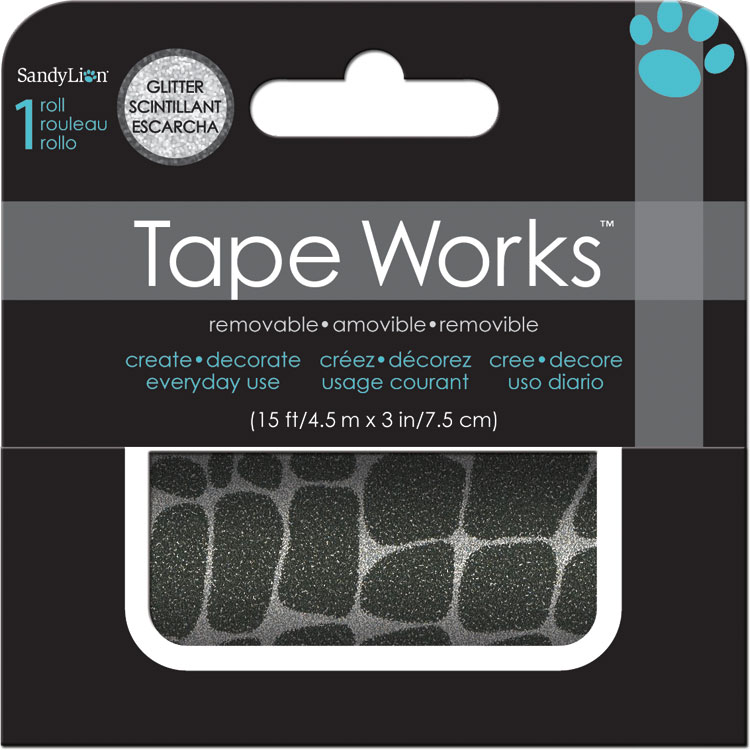 SandyLion
1 roll
rouleau
rollo
GLITTER
SCINTILLANT
ESCARCHA
Tape Works™
removable•amovible•removible
create•decorate
everyday use
créez•décorez
usage courant
cree•decore
uso diario
(15 ft/4.5 m x 3 in/7.5 cm)